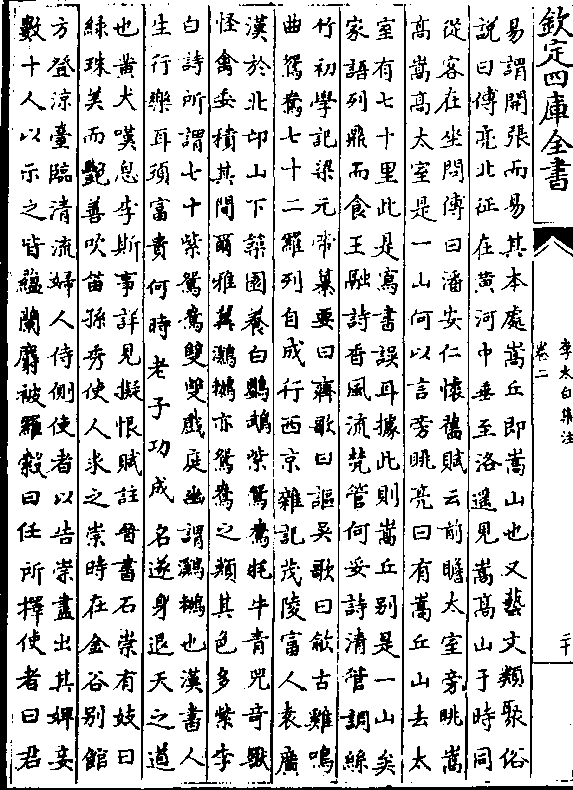 欽定四庫全書
李太白集注
卷二
二十
易謂開張而易其本處嵩丘即嵩山也又藝文類聚俗
說曰傅亮北征在黄河中垂至洛遥見嵩髙山于時同
從客在坐問傅曰潘安仁懐舊賦云前瞻太室旁眺嵩
髙嵩髙太室是一山何以言旁眺亮曰有嵩丘山去太
室有七十里此是寫書誤耳據此則嵩丘别是一山矣
家語列鼎而食王融詩香風流梵管何妥詩清管調絲
竹初學記梁元帝纂要曰齊歌曰謳吳歌曰歈古雞鳴
曲鴛鴦七十二羅列自成行西京雜記茂陵富人袁廣
漢於北邙山下築園養白鸚鵡紫鴛鴦牦牛青兕奇獸
怪禽委積其間爾雅翼鸂鶒亦鴛鴦之類其色多紫李
白詩所謂七十紫鴛鴦雙雙戲庭幽謂鸂鶒也漢書人
生行樂耳須富貴何時老子功成名遂身退天之道
也黄犬嘆息李斯事詳見擬恨賦註晉書石崇有妓曰
緑珠美而艷善吹笛孫秀使人求之崇時在金谷别館
方登涼臺臨清流婦人侍側使者以告崇盡出其婢妾
數十人以示之皆藴蘭麝被羅縠曰任所擇使者曰君